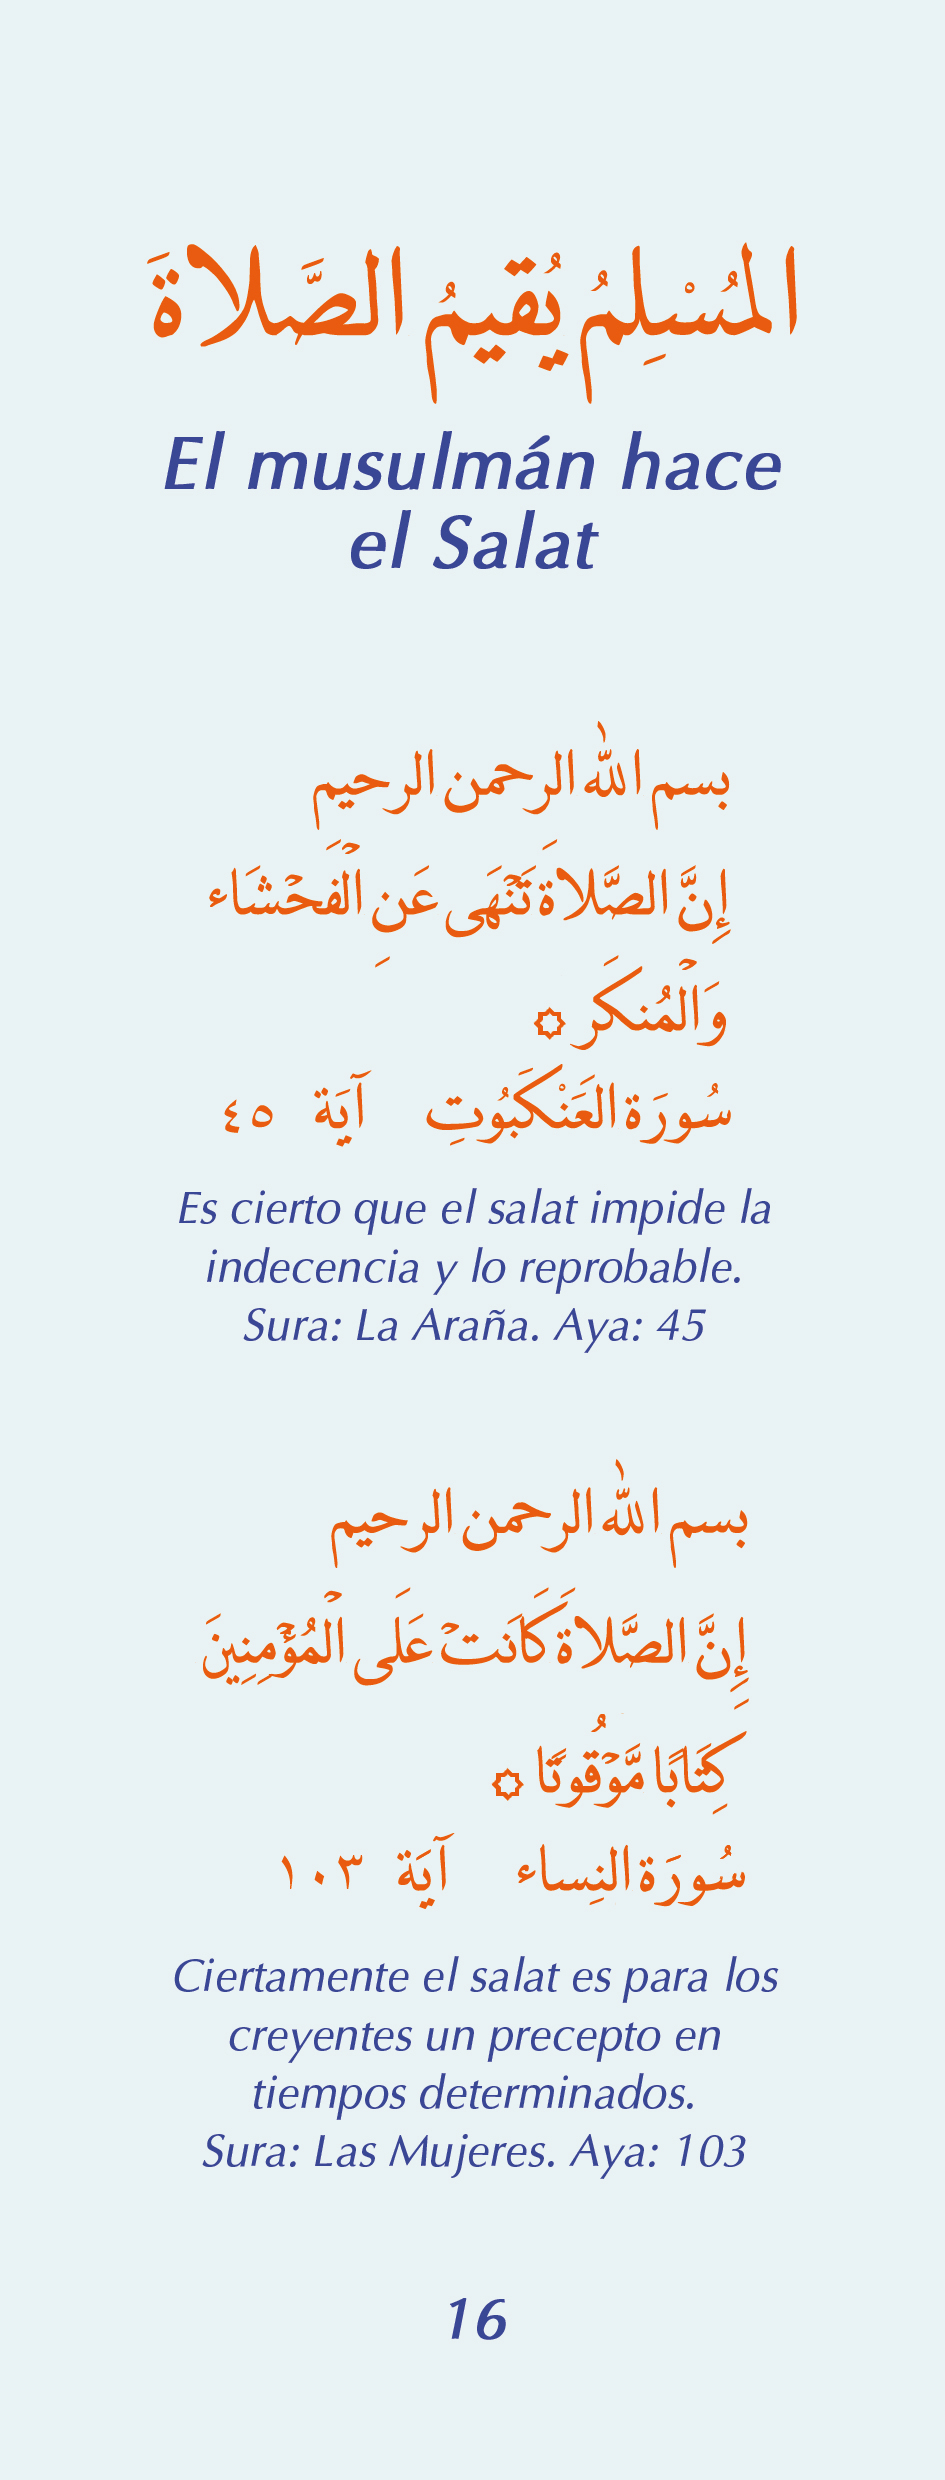 المُسْلِمُ يُقيمُ الصَّلاةَ
El musulmán hace
el Salat
بسم الله الرحمن الرحيم
إِنَّ الصَّلاةَ تَنْهَى عَنِ الْفَحْشَاء
وَالْمُنكَرِ ۞
سُورَة العَنْكَبُوتِ آيَة ٤٥
Es cierto que el salat impide la
indecencia y lo reprobable.
Sura: La Araña. Aya: 45
بسم الله الرحمن الرحيم
إِنَّ الصَّلاةَ كَانَتْ عَلَى الْمُؤْمِنِينَ
كِتَابًا مَّوْقُوتًا ۞
سُورَة النِساء آيَة ١٠٣
Ciertamente el salat es para los
creyentes un precepto en
tiempos determinados.
Sura: Las Mujeres. Aya: 103
16